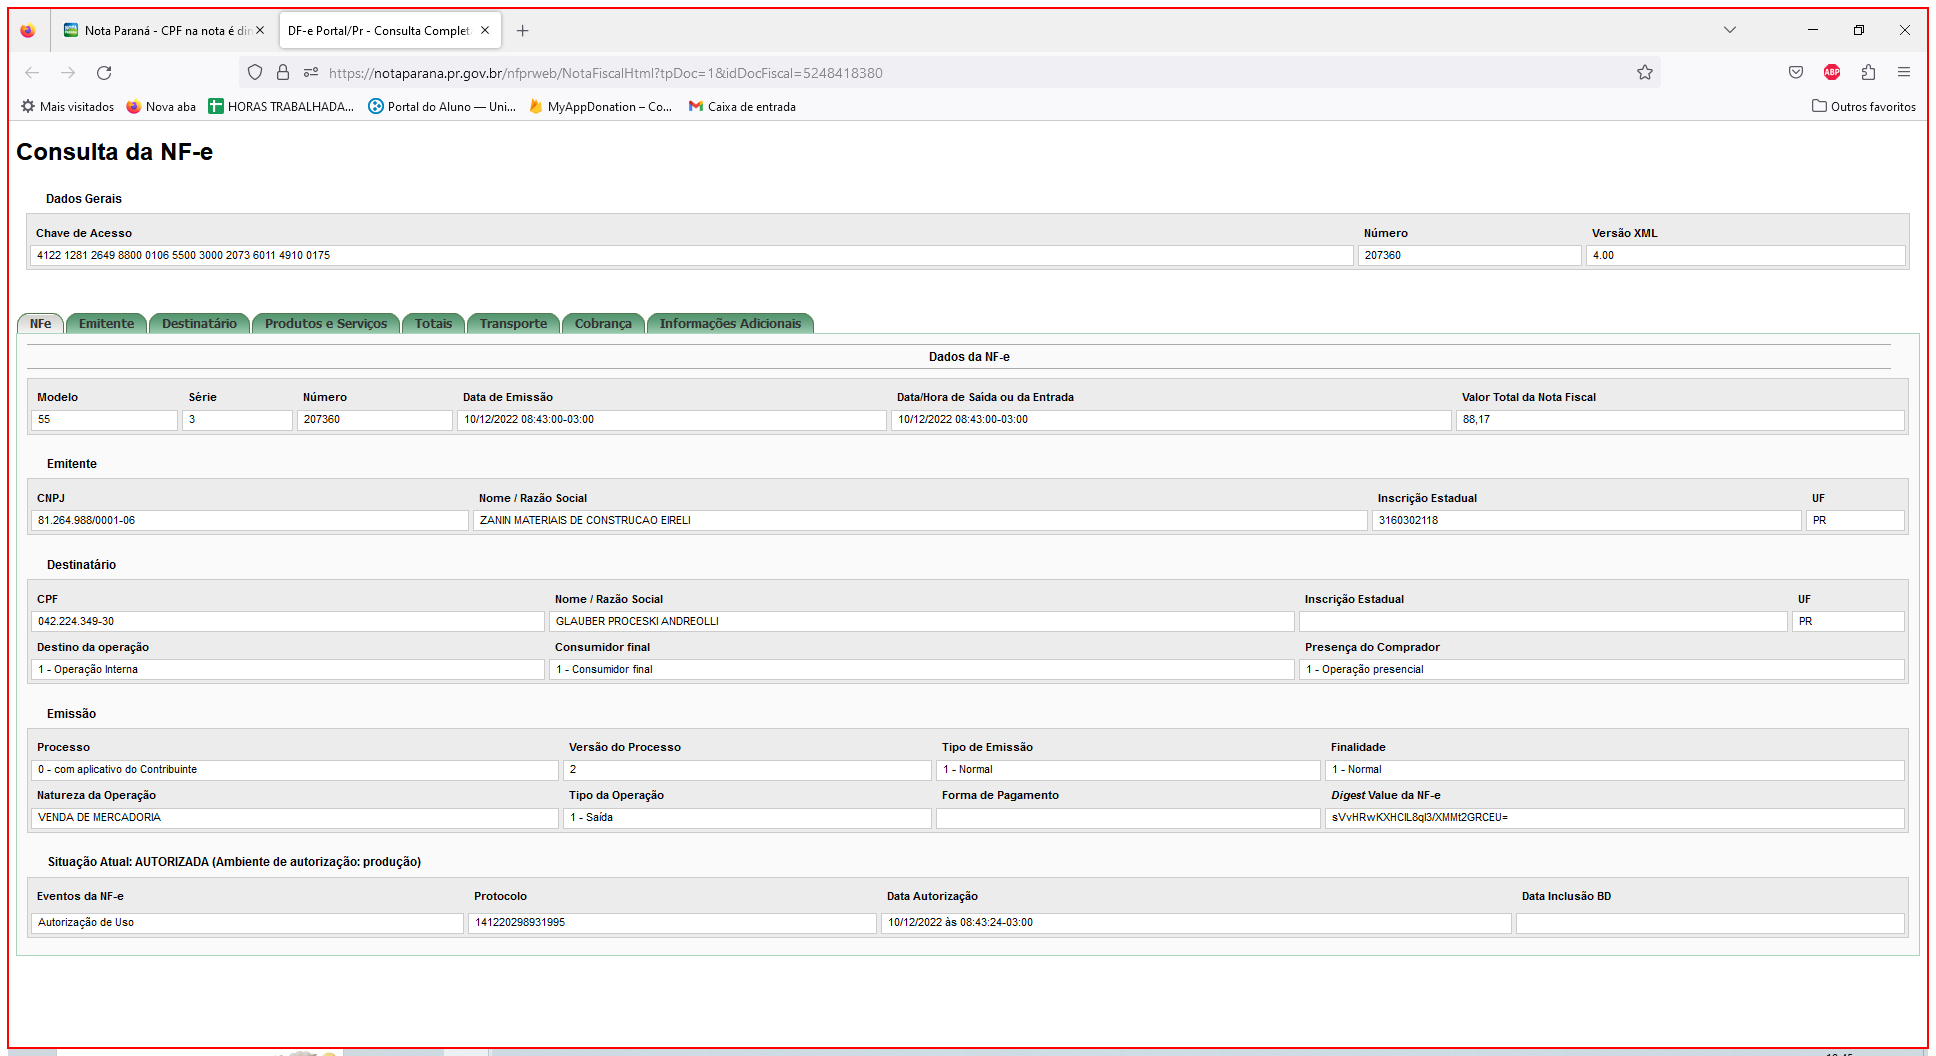 Nota Paraná - CPF na nota é din
DF-e Portal/Pr - Consulta Complet
https://notaparana.pr.gov.br/nfprweb/NotaFiscalHtml?tpDoc=1&idDocFiscal=5248418380
ABP
Mais visitados Nova aba HORAS TRABALHADA... Portal do Aluno — Uni... MyAppDonation – Co... Caixa de entrada Outros favoritos
Consulta da NF-e
Dados Gerais
Chave de Acesso Número Versão XML
4122 1281 2649 8800 0106 5500 3000 2073 6011 4910 0175 207360 4.00
NFe Emitente Destinatário Produtos e Serviços Totais Transporte Cobrança Informações Adicionais
Dados da NF-e
Modelo Série Número Data de Emissão Data/Hora de Saída ou da Entrada Valor Total da Nota Fiscal
55 3 207360 10/12/2022 08:43:00-03:00 10/12/2022 08:43:00-03:00 88,17
Emitente
CNPJ Nome / Razão Social Inscrição Estadual UF
81.264.988/0001-06 ZANIN MATERIAIS DE CONSTRUCAO EIRELI 3160302118 PR
Destinatário
CPF Nome / Razão Social Inscrição Estadual UF
042.224.349-30 GLAUBER PROCESKI ANDREOLLI PR
Destino da operação Consumidor final Presença do Comprador
1 - Operação Interna 1 - Consumidor final 1 - Operação presencial
Emissão
Processo Versão do Processo Tipo de Emissão Finalidade
0 - com aplicativo do Contribuinte 2 1 - Normal 1 - Normal
Natureza da Operação Tipo da Operação Forma de Pagamento Digest Value da NF-e
VENDA DE MERCADORIA 1 - Saída
Situação Atual: AUTORIZADA (Ambiente de autorização: produção)
Eventos da NF-e Protocolo Data Autorização Data Inclusão BD
Autorização de Uso 141220298931995 10/12/2022 às 08:43:24-03:00